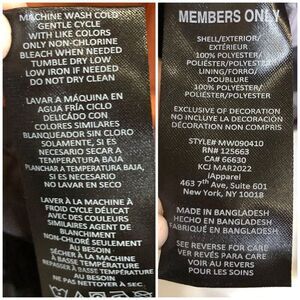 MACHINE WASH COLD
GENTLE CYCLE
WITH LIKE COLORS
ONLY NON-CHLORINE
BLEACH WHEN NEEDED
TUMBLE DRY LOW
LOW IRON IF NEEDED
DO NOT DRY CLEAN
LAVAR A MÁQUINA EN
AGUA FRÍA CICLO
DELICADO CON
COLORES SIMILARES
BLANQUEADOR SIN CLORO
SOLAMENTE, SI ES
NECESARIO SECAR A
TEMPERATURA BAJA
PLANCHAR A TEMPERATURA BAJA,
SI ES NECESARIO
NO LAVAR EN SECO
LAVER À LA MACHINE À
FROID CYCLE DÉLICAT
AVEC DES COULEURS
SIMILAIRES AGENT DE
BLANCHIMENT
NON-CHLORÉ SEULEMENT
AU BESOIN
SÉCHER À LA MACHINE
À BASSE TEMPÉRATURE
REPASSER À BASSE TEMPÉRATURE
AU BESOIN
NE PAS NETTOYER À SEC
MEMBERS ONLY
SHELL/EXTERIOR/
EXTÉRIEUR
100% POLYESTER/
POLIÉSTER/POLYESTER
LINING/FORRO/
DOUBLURE
100% POLYESTER/
POLIÉSTER/POLYESTER
EXCLUSIVE OF DECORATION
NO INCLUYE LA DECORACIÓN
DÉCORATION NON COMPRIS
STYLE# MW090410
RN# 125663
CA# 66630
KCJ MAR2022
jApparel
463 7th Ave, Suite 601
New York, NY 10018
MADE IN BANGLADESH
HECHO EN BANGLADESH
FABRIQUÉ EN BANGLADESH
SEE REVERSE FOR CARE
VER REVÉS PARA CUIDADO
VOIR AU REVERS
POUR LES SOINS